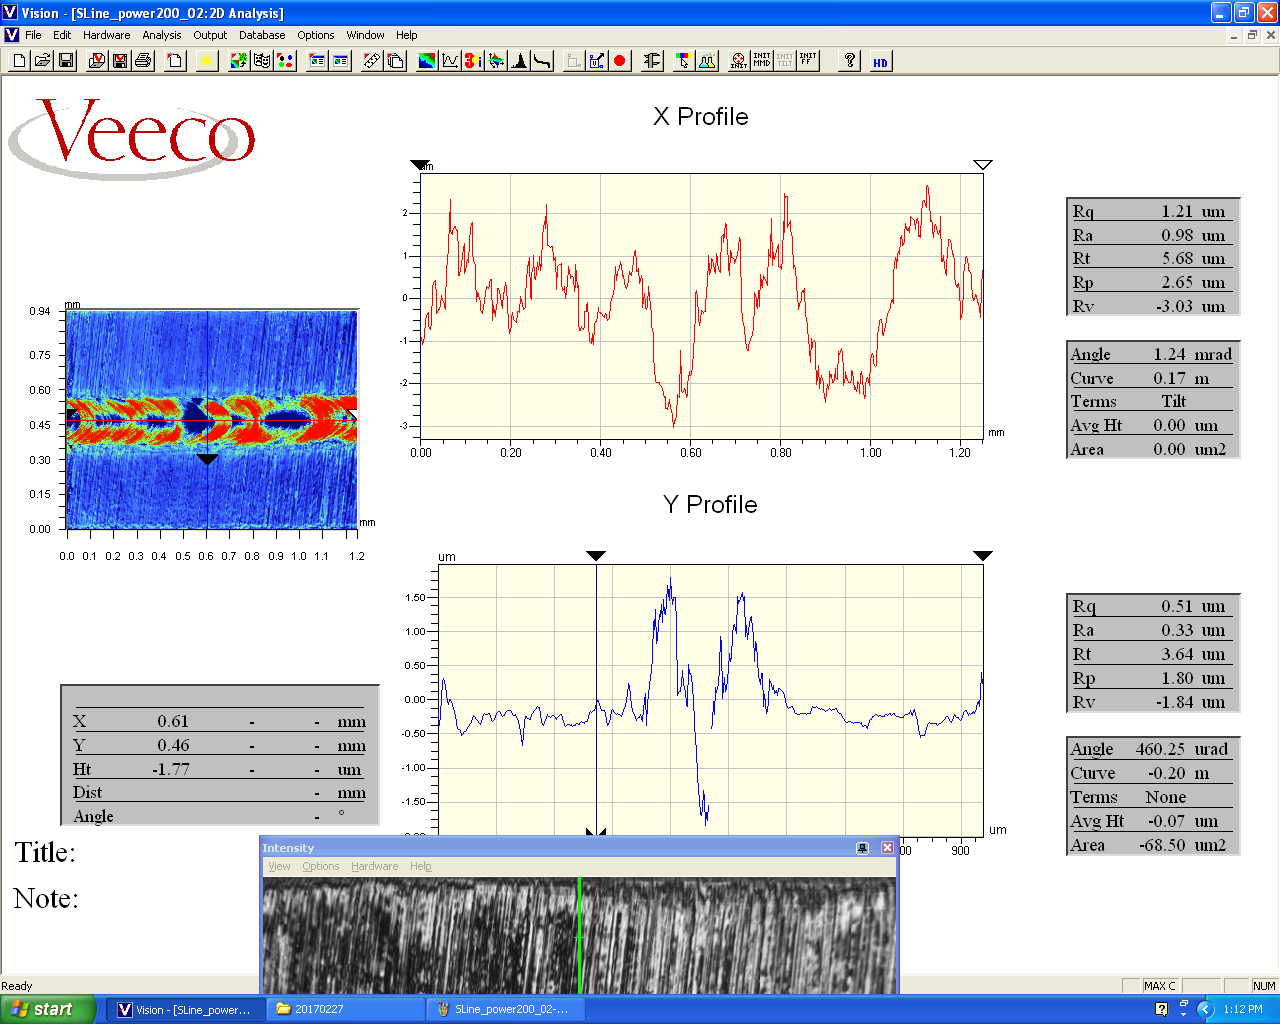 Vision - [SLine_power200_02:2D Analysis]
File Edit Hardware Analysis Output Database Options Window Help
INIT INIT MMD INIT TILT INIT FF ? HD
Veeco
X Profile
um
2
1
0
-1
-2
-3
0.00 0.20 0.40 0.60 0.80 1.00 1.20
mm
Rq 1.21 um
Ra 0.98 um
Rt 5.68 um
Rp 2.65 um
Rv -3.03 um
Angle 1.24 mrad
Curve 0.17 m
Terms Tilt
Avg Ht 0.00 um
Area 0.00 um2
mm
0.94
0.75
0.60
0.45
0.30
0.15
0.00
mm
0.0 0.1 0.2 0.3 0.4 0.5 0.6 0.7 0.8 0.9 1.0 1.1 1.2
Y Profile
um
1.50
1.00
0.50
0.00
-0.50
-1.00
-1.50
um
900
Rq 0.51 um
Ra 0.33 um
Rt 3.64 um
Rp 1.80 um
Rv -1.84 um
Angle 460.25 urad
Curve -0.20 m
Terms None
Avg Ht -0.07 um
Area -68.50 um2
X 0.61 - - mm
Y 0.46 - - mm
Ht -1.77 - - um
Dist - mm
Angle - °
Title:
Note:
Intensity
View Options Hardware Help
Ready
MAX C NUM
start
Vision - [SLine_power...
20170227
SLine_power200_02-...
1:12 PM